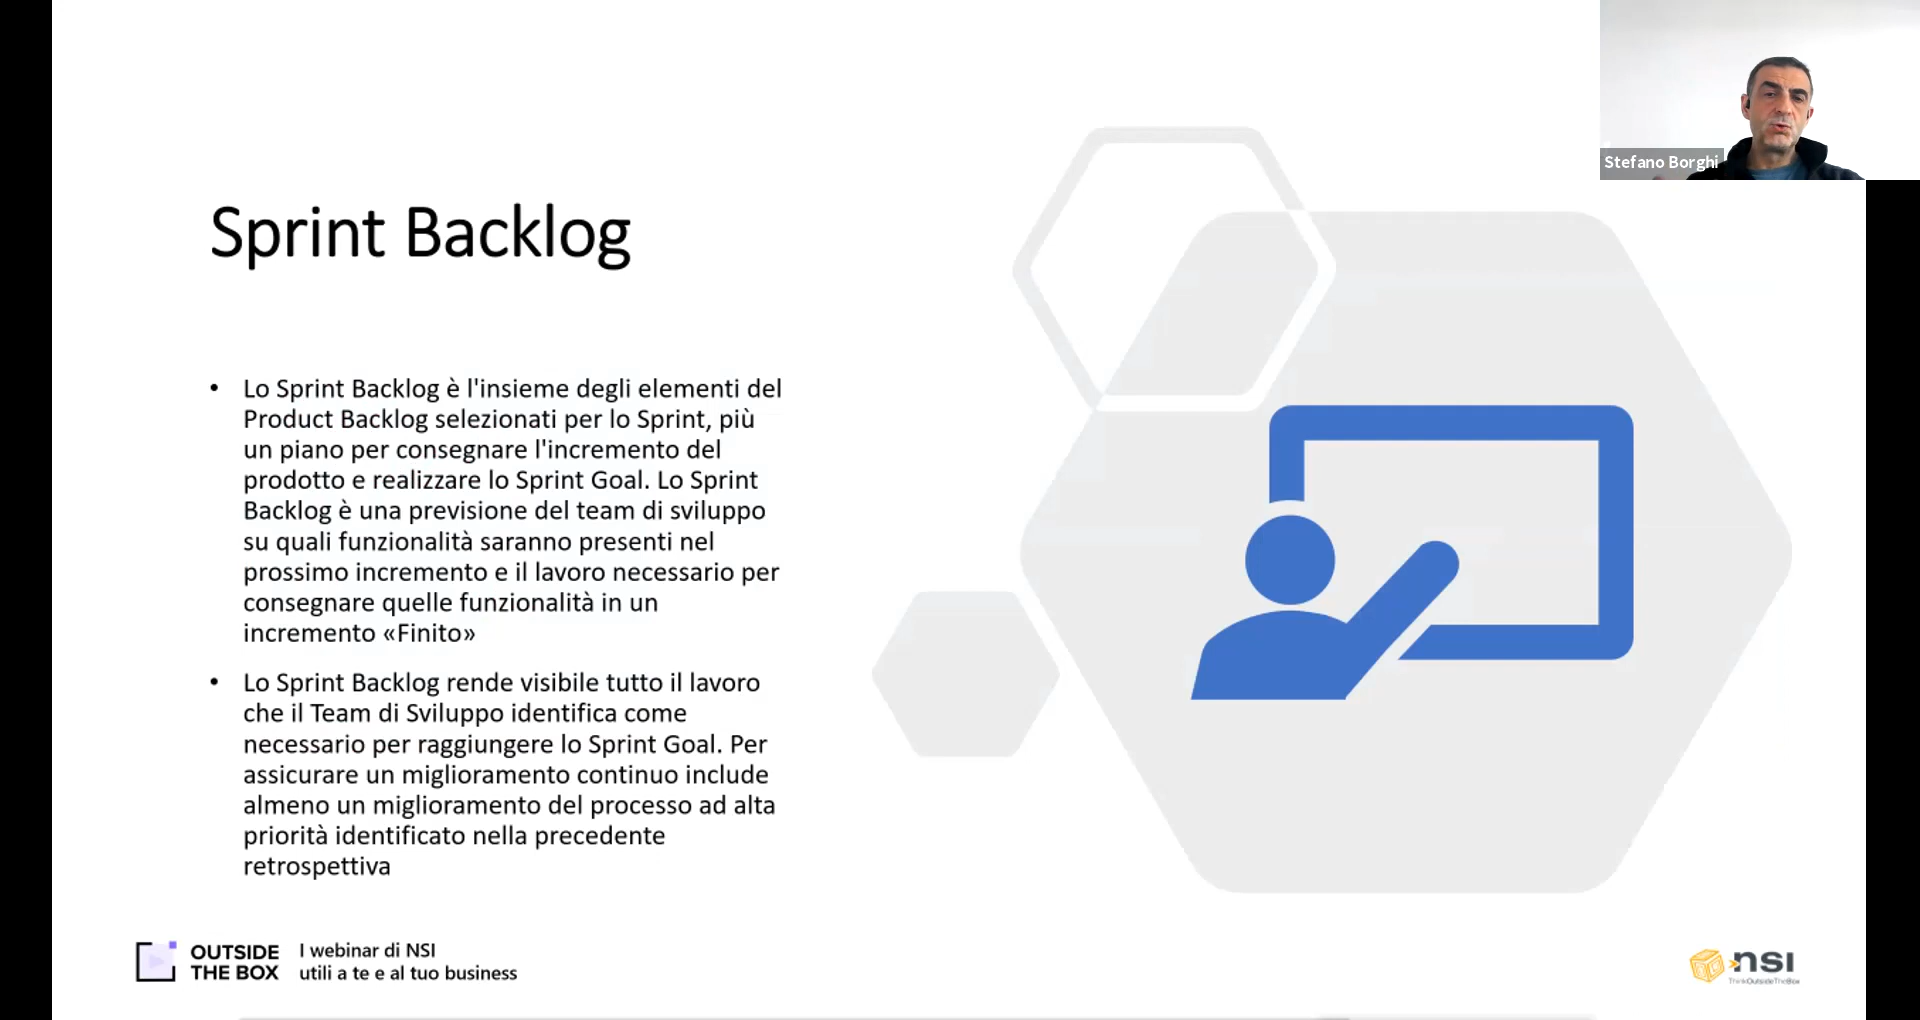 Stefano Borghi
Sprint Backlog
• Lo Sprint Backlog è l'insieme degli elementi del
Product Backlog selezionati per lo Sprint, più
un piano per consegnare l'incremento del
prodotto e realizzare lo Sprint Goal. Lo Sprint
Backlog è una previsione del team di sviluppo
su quali funzionalità saranno presenti nel
prossimo incremento e il lavoro necessario per
consegnare quelle funzionalità in un
incremento «Finito»
• Lo Sprint Backlog rende visibile tutto il lavoro
che il Team di Sviluppo identifica come
necessario per raggiungere lo Sprint Goal. Per
assicurare un miglioramento continuo include
almeno un miglioramento del processo ad alta
priorità identificato nella precedente
retrospettiva
OUTSIDE
THE BOX
I webinar di NSI
utili a te e al tuo business
nsi
ThinkOutsideTheBox